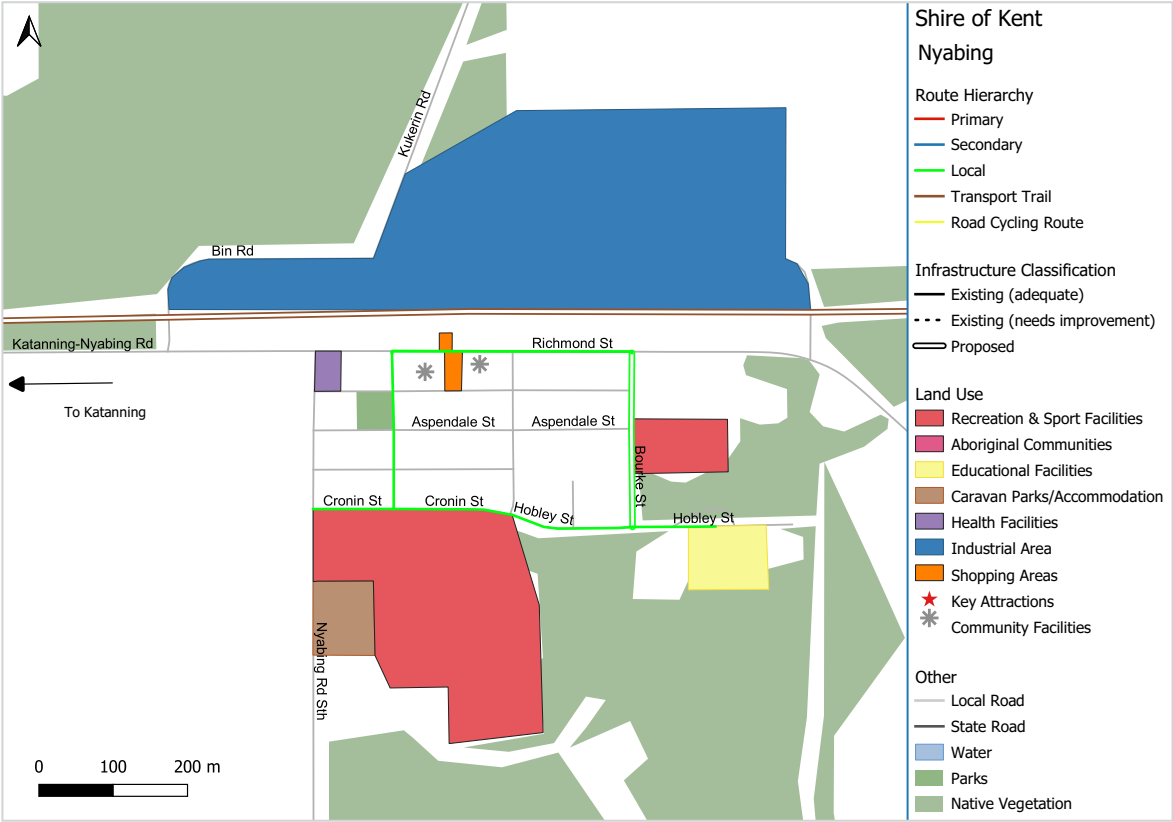 Shire of Kent
Nyabing
Route Hierarchy
Primary
Secondary
Local
Transport Trail
Road Cycling Route
Infrastructure Classification
Existing (adequate)
Existing (needs improvement)
Proposed
Land Use
Recreation & Sport Facilities
Aboriginal Communities
Educational Facilities
Caravan Parks/Accommodation
Health Facilities
Industrial Area
Shopping Areas
Key Attractions
Community Facilities
Other
Local Road
State Road
Water
Parks
Native Vegetation
Kukerin Rd
Bin Rd
Katanning-Nyabing Rd
Richmond St
To Katanning
Aspendale St
Aspendale St
Bourke St
Cronin St
Cronin St
Hobley St
Hobley St
Nyabing Rd Sth
0 100 200 m